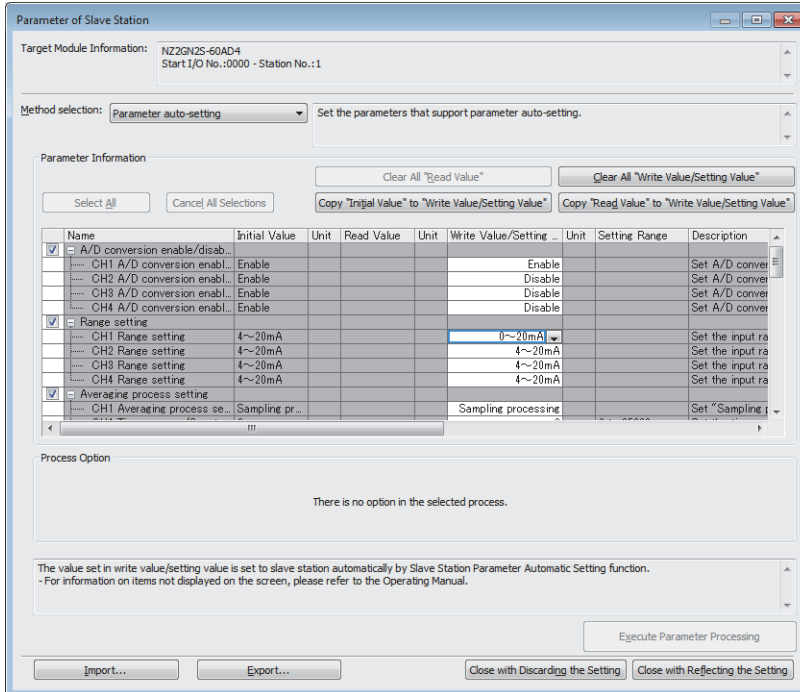 Parameter of Slave Station
Target Module Information:
NZ2GN2S-60AD4
Start I/O No.:0000 - Station No.:1
Method selection:
Parameter auto-setting
Set the parameters that support parameter auto-setting.
Parameter Information
Clear All "Read Value"
Clear All "Write Value/Setting Value"
Select All
Cancel All Selections
Copy "Initial Value" to "Write Value/Setting Value"
Copy "Read Value" to "Write Value/Setting Value"
Name Initial Value Unit Read Value Unit Write Value/Setting ... Unit Setting Range Description
A/D conversion enable/disab...
CH1 A/D conversion enabl... Enable Enable Set A/D conver
CH2 A/D conversion enabl... Enable Disable Set A/D conver
CH3 A/D conversion enabl... Enable Disable Set A/D conver
CH4 A/D conversion enabl... Enable Disable Set A/D conver
Range setting
CH1 Range setting 4～20mA 0～20mA Set the input ra
CH2 Range setting 4～20mA 4～20mA Set the input ra
CH3 Range setting 4～20mA 4～20mA Set the input ra
CH4 Range setting 4～20mA 4～20mA Set the input ra
Averaging process setting
CH1 Averaging process se... Sampling pr... Sampling processing Set "Sampling p
Process Option
There is no option in the selected process.
The value set in write value/setting value is set to slave station automatically by Slave Station Parameter Automatic Setting function.
- For information on items not displayed on the screen, please refer to the Operating Manual.
Execute Parameter Processing
Import...
Export...
Close with Discarding the Setting
Close with Reflecting the Setting